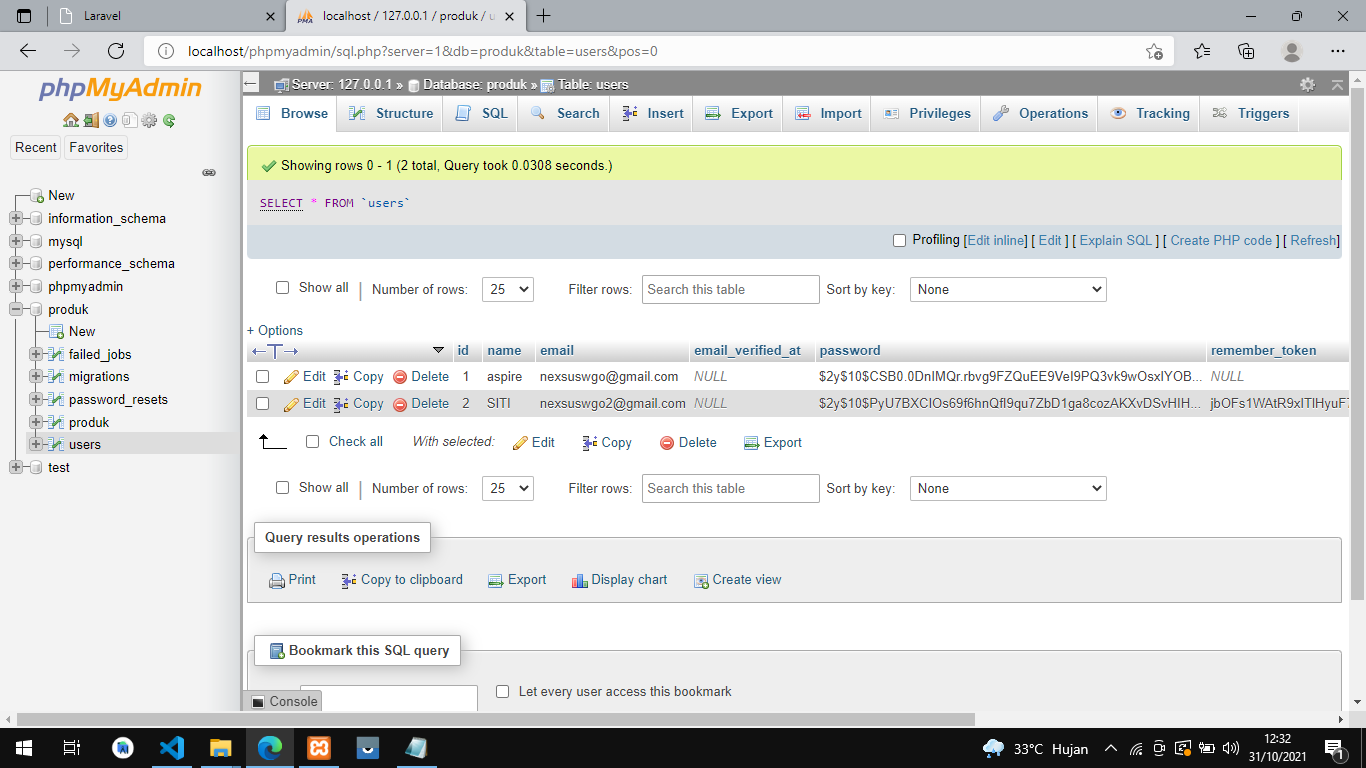 Laravel
localhost / 127.0.0.1 / produk / u
localhost/phpmyadmin/sql.php?server=1&db=produk&table=users&pos=0
phpMyAdmin
Recent Favorites
New
information_schema
mysql
performance_schema
phpmyadmin
produk
New
failed_jobs
migrations
password_resets
produk
users
test
Server: 127.0.0.1 » Database: produk » Table: users
Browse Structure SQL Search Insert Export Import Privileges Operations Tracking Triggers
Showing rows 0 - 1 (2 total, Query took 0.0308 seconds.)
SELECT * FROM `users`
Profiling [Edit inline] [ Edit ] [ Explain SQL ] [ Create PHP code ] [ Refresh]
Show all | Number of rows: 25 Filter rows: Search this table Sort by key: None
+ Options
id name email email_verified_at password remember_token
Edit Copy Delete 1 aspire nexsuswgo@gmail.com NULL NULL
Edit Copy Delete 2 SITI nexsuswgo2@gmail.com NULL
Check all With selected: Edit Copy Delete Export
Show all | Number of rows: 25 Filter rows: Search this table Sort by key: None
Query results operations
Print Copy to clipboard Export Display chart Create view
Bookmark this SQL query
Let every user access this bookmark
Console
33°C Hujan
12:32
31/10/2021
1